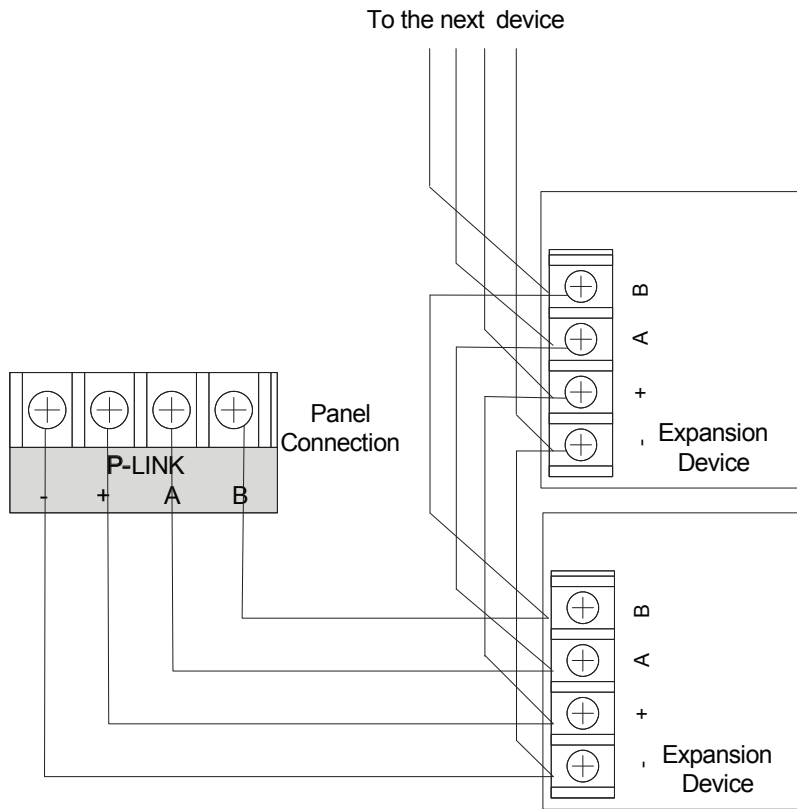 To the next device
B
A
+
-
Expansion
Device
Panel
Connection
P-LINK
- + A B
B
A
+
-
Expansion
Device